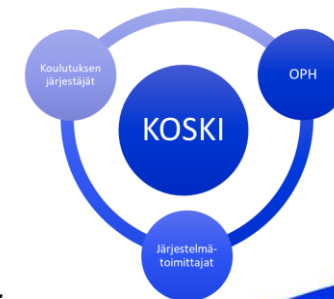 Koulutuksen
järjestäjät
OPH
KOSKI
Järjestelmä-
toimittajat